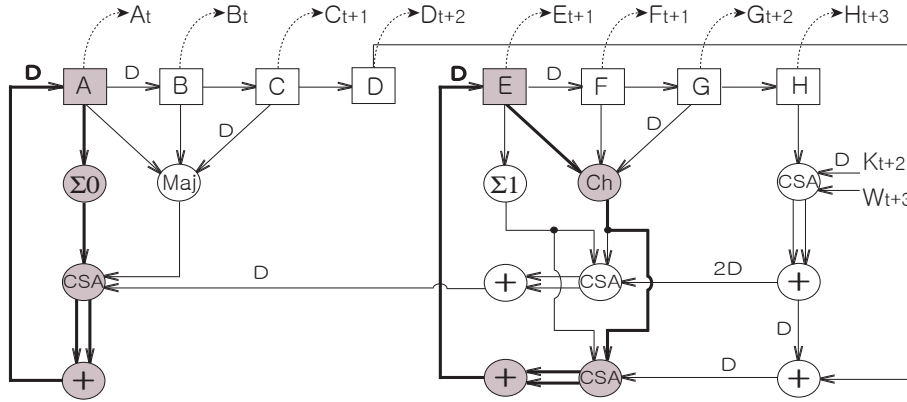 At Bt Ct+1 Dt+2 Et+1 Ft+1 Gt+2 Ht+3
D A D B C D D E D F G H
D D
Σ0 Maj Σ1 Ch CSA D Kt+2
Wt+3
CSA D + CSA 2D +
D
+ + CSA D +